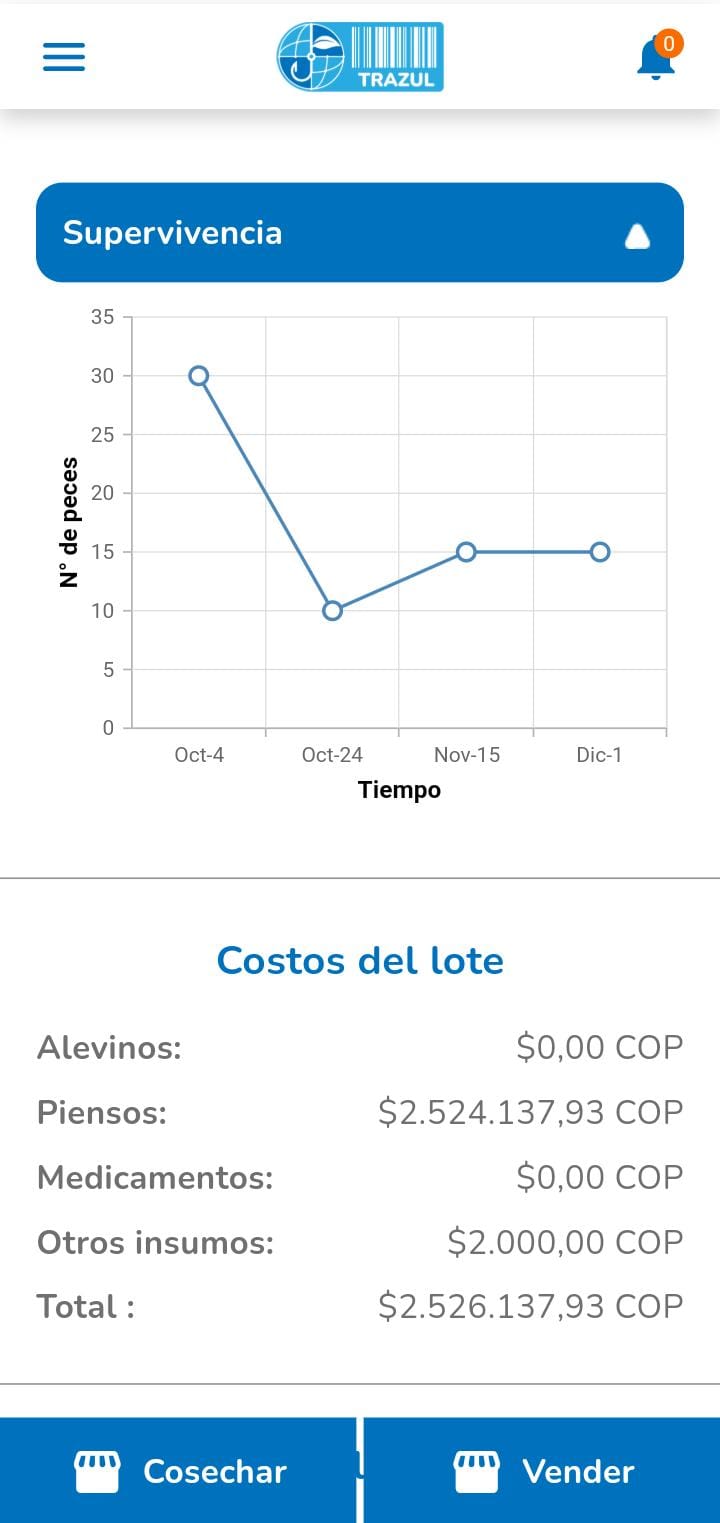 TRAZUL
0
Supervivencia
35
30
25
20
15
10
5
0
N° de peces
Oct-4 Oct-24 Nov-15 Dic-1
Tiempo
Costos del lote
Alevinos: $0,00 COP
Piensos: $2.524.137,93 COP
Medicamentos: $0,00 COP
Otros insumos: $2.000,00 COP
Total : $2.526.137,93 COP
Cosechar Vender